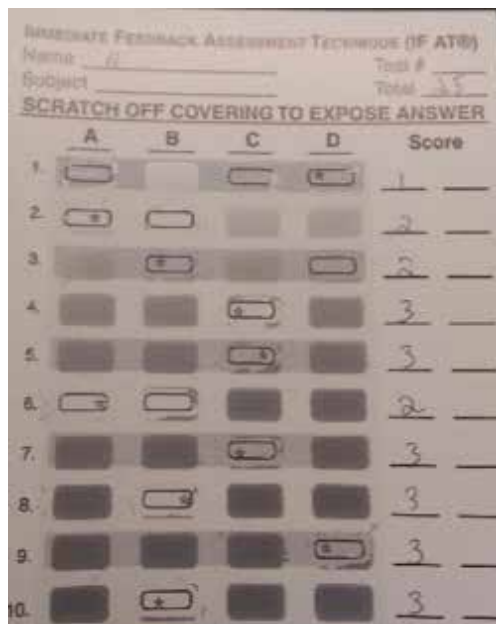 IMMEDIATE FEEDBACK ASSESSMENT TECHNIQUE (IF AT®)
Name Test #
Subject Total
SCRATCH OFF COVERING TO EXPOSE ANSWER
A B C D Score
1. 1
2. 2
3. 2
4. 3
5. 3
6. 2
7. 3
8. 3
9. 3
10. 3